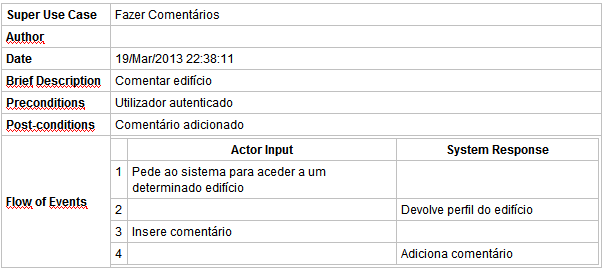 Super Use Case Fazer Comentários
Author
Date 19/Mar/2013 22:38:11
Brief Description Comentar edifício
Preconditions Utilizador autenticado
Post-conditions Comentário adicionado
Flow of Events
Actor Input System Response
1 Pede ao sistema para aceder a um
determinado edifício
2 Devolve perfil do edifício
3 Insere comentário
4 Adiciona comentário